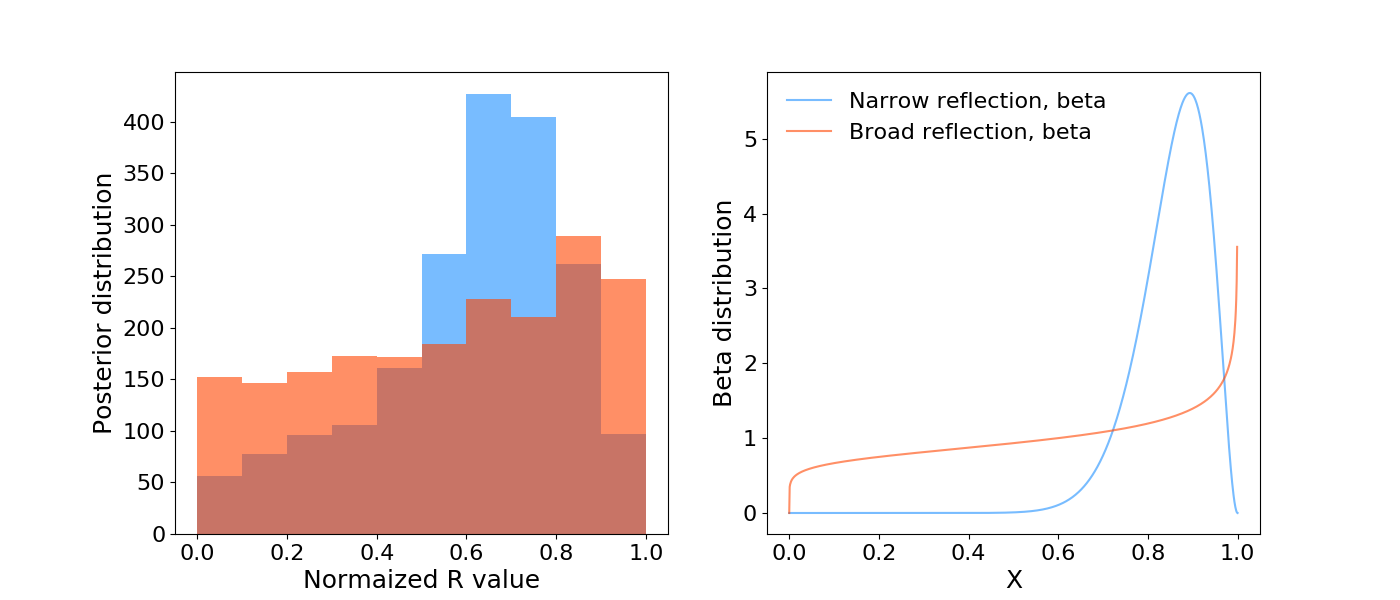 Posterior distribution
400
350
300
250
200
150
100
50
0
0.0 0.2 0.4 0.6 0.8 1.0
Normaized R value
Beta distribution
5
4
3
2
1
0
Narrow reflection, beta
Broad reflection, beta
0.0 0.2 0.4 0.6 0.8 1.0
X